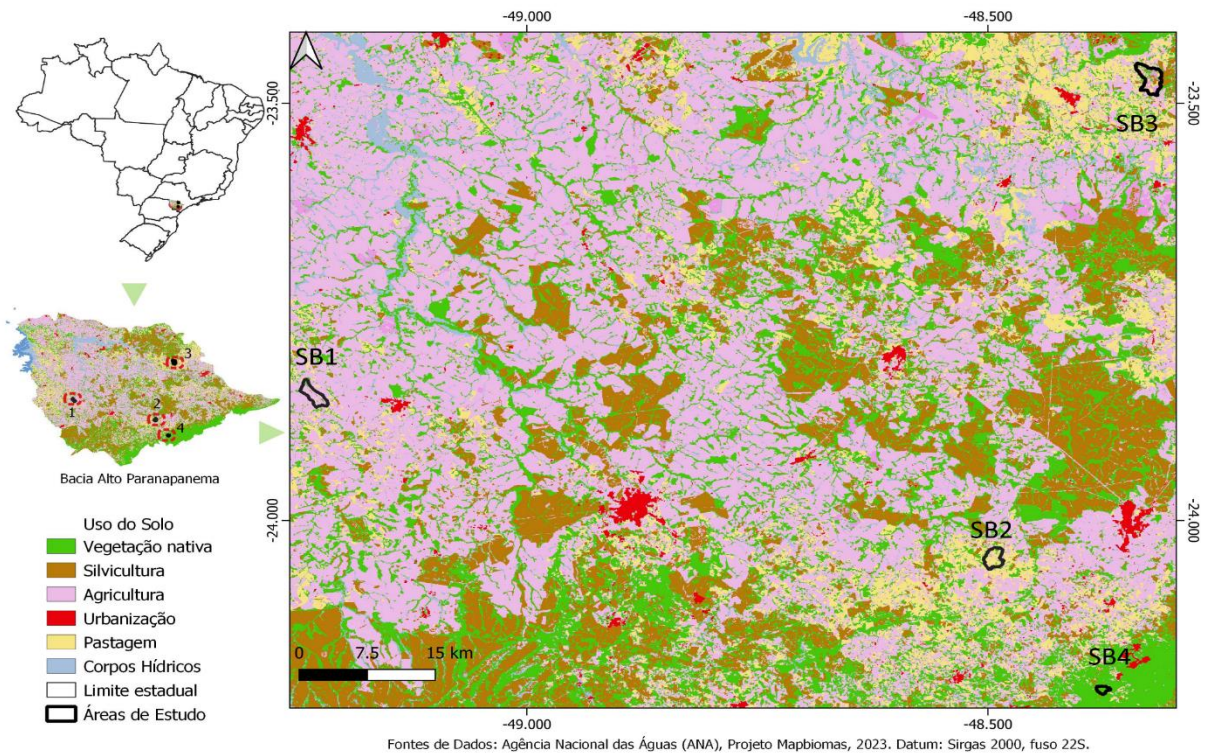 -49.000
-48.500
-23.500
-23.500
SB3
SB1
3
1
2
4
Bacia Alto Paranapanema
-24.000
-24.000
SB2
Uso do Solo
Vegetação nativa
Silvicultura
Agricultura
Urbanização
Pastagem
Corpos Hídricos
Limite estadual
Áreas de Estudo
0
7.5
15 km
SB4
-49.000
-48.500
Fontes de Dados: Agência Nacional das Águas (ANA), Projeto Mapbiomas, 2023. Datum: Sirgas 2000, fuso 22S.